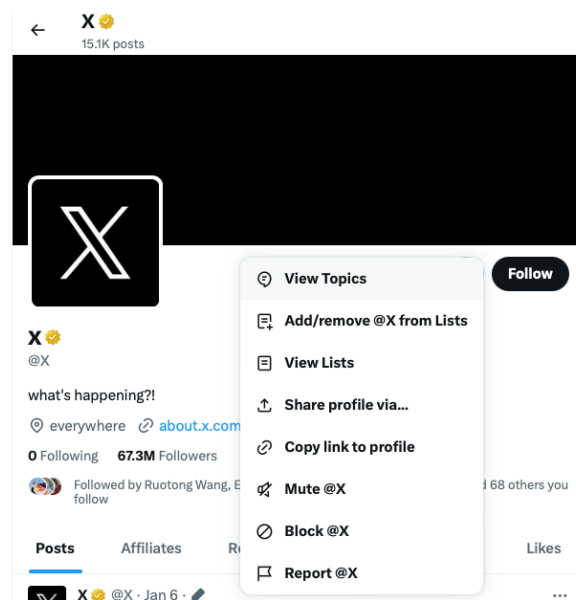 X
15.1K posts
Follow
View Topics
Add/remove @X from Lists
View Lists
Share profile via...
Copy link to profile
Mute @X
Block @X
Report @X
X
@X
what's happening?!
everywhere about.x.com
0 Following 67.3M Followers
Followed by Ruotong Wang, 68 others you
follow
Posts Affiliates Likes
X @X · Jan 6 ·